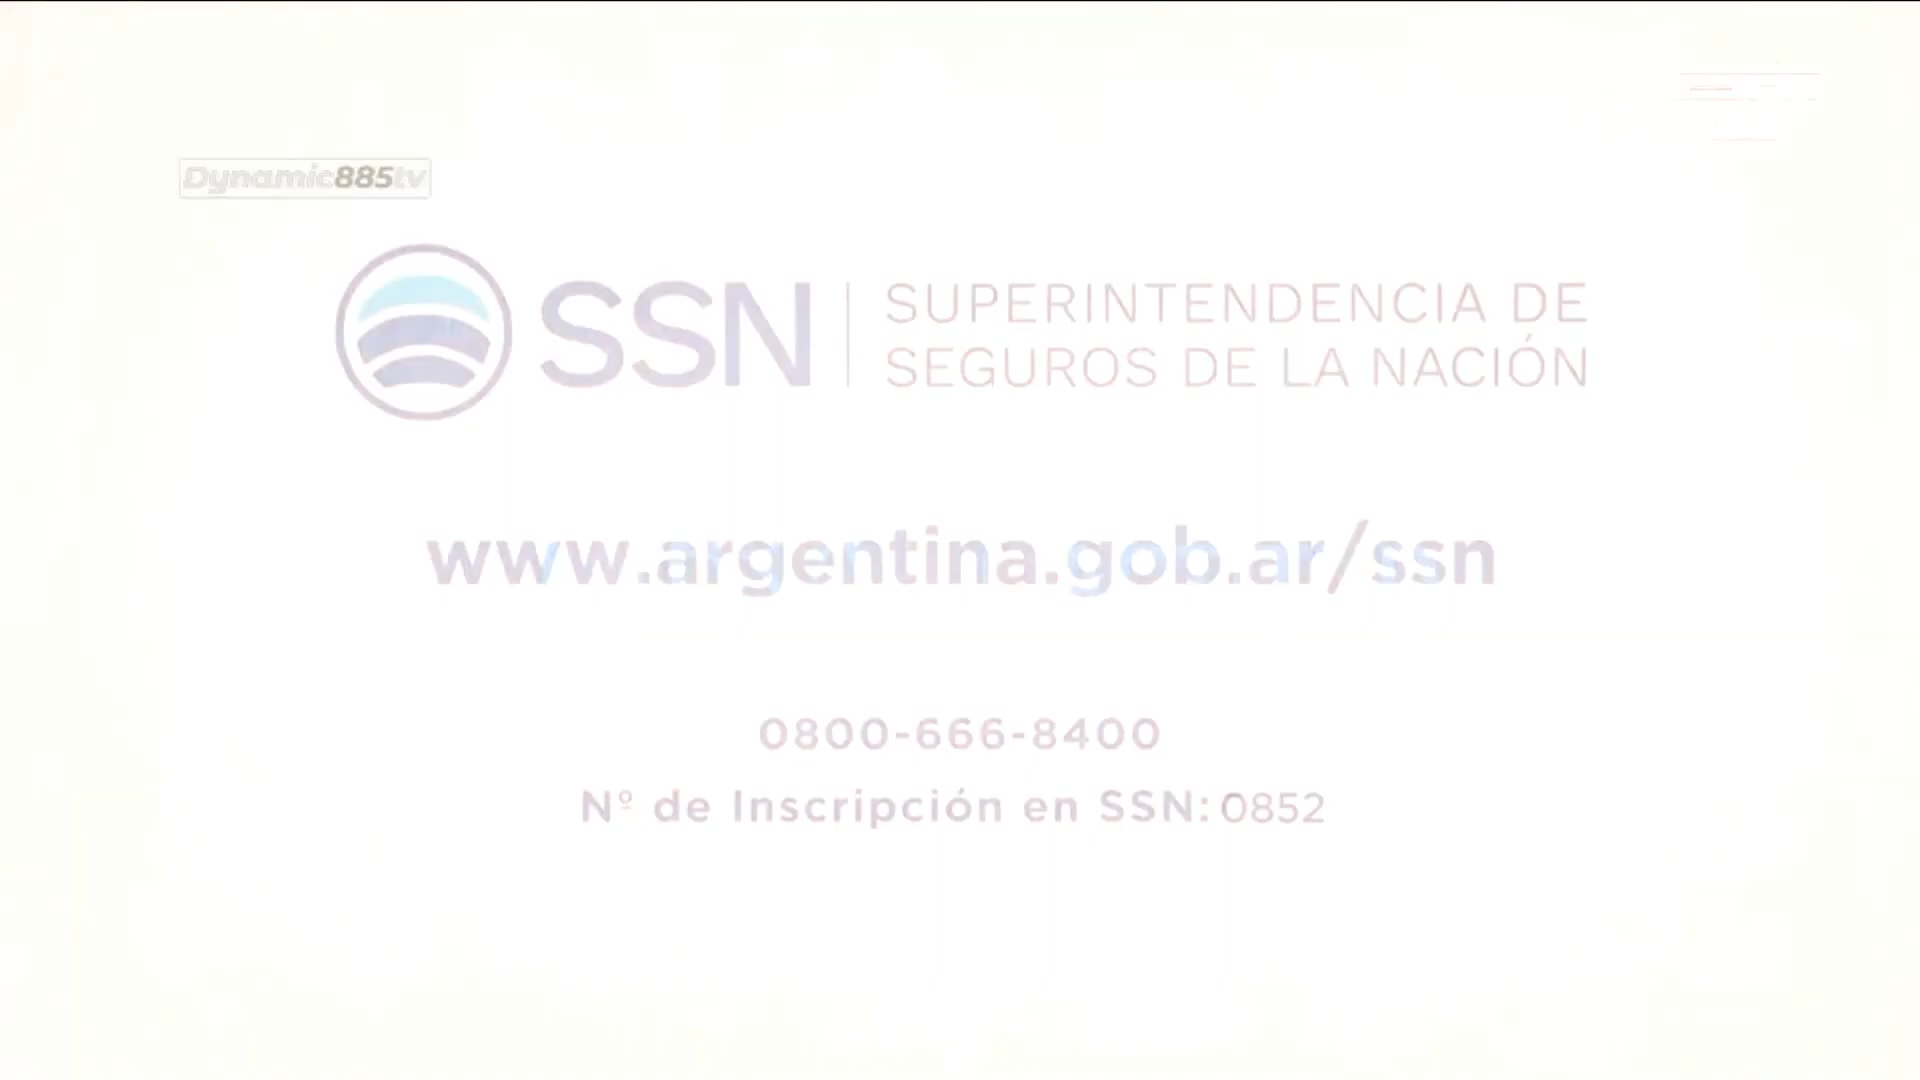 Dynamic885tv
SSN
SUPERINTENDENCIA DE
SEGUROS DE LA NACIÓN
www.argentina.gob.ar/ssn
0800-666-8400
Nº de Inscripción en SSN: 0852